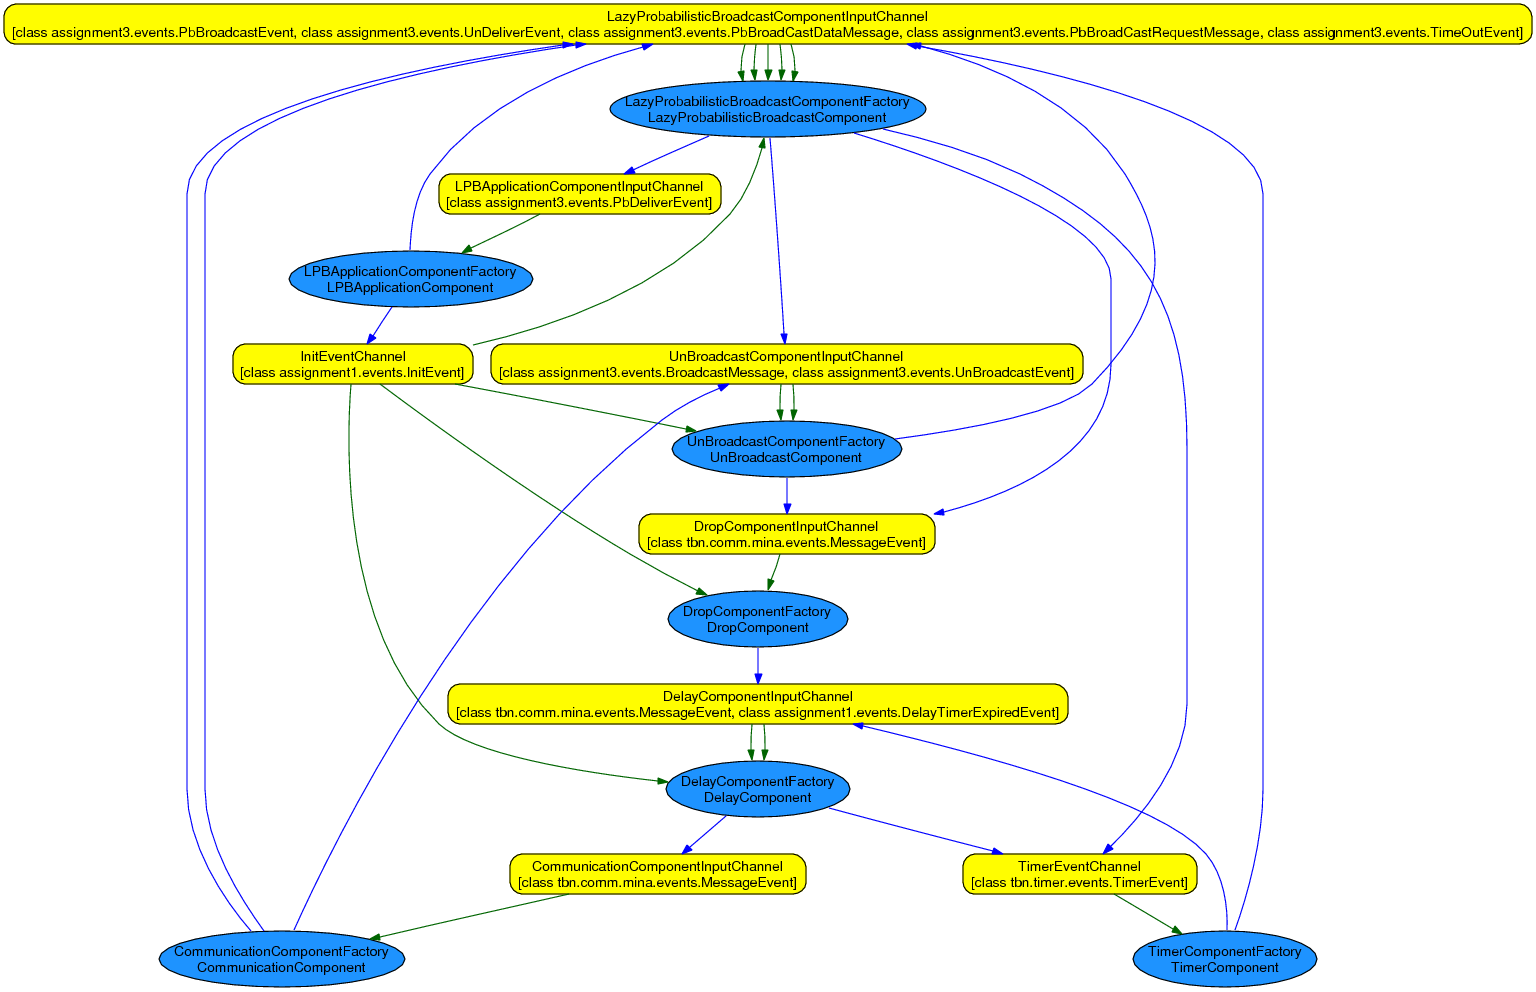 LazyProbabilisticBroadcastComponentInputChannel
[class assignment3.events.PbBroadcastEvent, class assignment3.events.UnDeliverEvent, class assignment3.events.PbBroadCastDataMessage, class assignment3.events.PbBroadCastRequestMessage, class assignment3.events.TimeOutEvent]
LazyProbabilisticBroadcastComponentFactory
LazyProbabilisticBroadcastComponent
LPBApplicationComponentInputChannel
[class assignment3.events.PbDeliverEvent]
LPBApplicationComponentFactory
LPBApplicationComponent
InitEventChannel
[class assignment1.events.InitEvent]
UnBroadcastComponentInputChannel
[class assignment3.events.BroadcastMessage, class assignment3.events.UnBroadcastEvent]
UnBroadcastComponentFactory
UnBroadcastComponent
DropComponentInputChannel
[class tbn.comm.mina.events.MessageEvent]
DropComponentFactory
DropComponent
DelayComponentInputChannel
[class tbn.comm.mina.events.MessageEvent, class assignment1.events.DelayTimerExpiredEvent]
DelayComponentFactory
DelayComponent
CommunicationComponentInputChannel
[class tbn.comm.mina.events.MessageEvent]
TimerEventChannel
[class tbn.timer.events.TimerEvent]
CommunicationComponentFactory
CommunicationComponent
TimerComponentFactory
TimerComponent